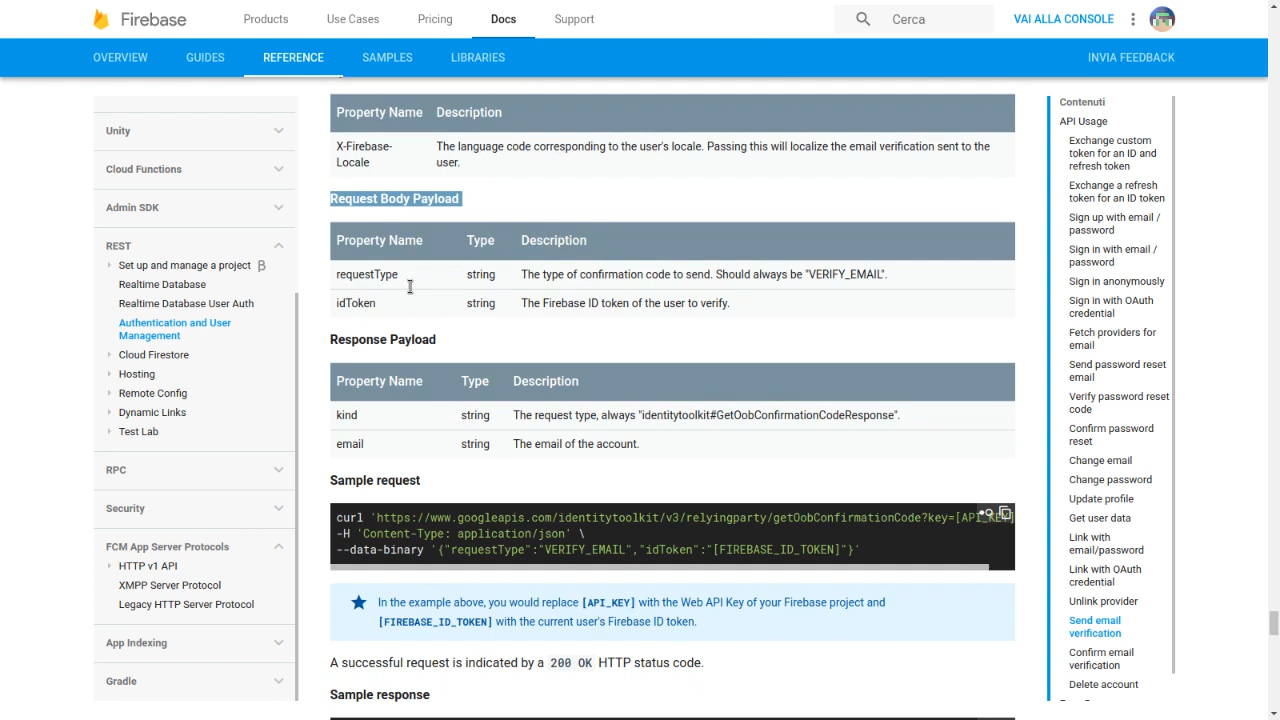 Firebase
Products
Use Cases
Pricing
Docs
Support
Cerca
VAI ALLA CONSOLE
OVERVIEW
GUIDES
REFERENCE
SAMPLES
LIBRARIES
INVIA FEEDBACK
Unity
Cloud Functions
Admin SDK
REST
Set up and manage a project β
Realtime Database
Realtime Database User Auth
Authentication and User
Management
Cloud Firestore
Hosting
Remote Config
Dynamic Links
Test Lab
RPC
Security
FCM App Server Protocols
HTTP v1 API
XMPP Server Protocol
Legacy HTTP Server Protocol
App Indexing
Gradle
Property Name Description
X-Firebase-
Locale
The language code corresponding to the user's locale. Passing this will localize the email verification sent to the
user.
Request Body Payload
Property Name Type Description
requestType string The type of confirmation code to send. Should always be "VERIFY_EMAIL".
idToken string The Firebase ID token of the user to verify.
Response Payload
Property Name Type Description
kind string The request type, always "identitytoolkit#GetOobConfirmationCodeResponse".
email string The email of the account.
Sample request
curl 'https://www.googleapis.com/identitytoolkit/v3/relyingparty/getOobConfirmationCode?key=[API_KEY]
-H 'Content-Type: application/json' \
--data-binary '{"requestType":"VERIFY_EMAIL","idToken":"[FIREBASE_ID_TOKEN]"}'
In the example above, you would replace [API_KEY] with the Web API Key of your Firebase project and
[FIREBASE_ID_TOKEN] with the current user's Firebase ID token.
A successful request is indicated by a 200 OK HTTP status code.
Sample response
Contenuti
API Usage
Exchange custom
token for an ID and
refresh token
Exchange a refresh
token for an ID token
Sign up with email /
password
Sign in with email /
password
Sign in anonymously
Sign in with OAuth
credential
Fetch providers for
email
Send password reset
email
Verify password reset
code
Confirm password
reset
Change email
Change password
Update profile
Get user data
Link with
email/password
Link with OAuth
credential
Unlink provider
Send email
verification
Confirm email
verification
Delete account